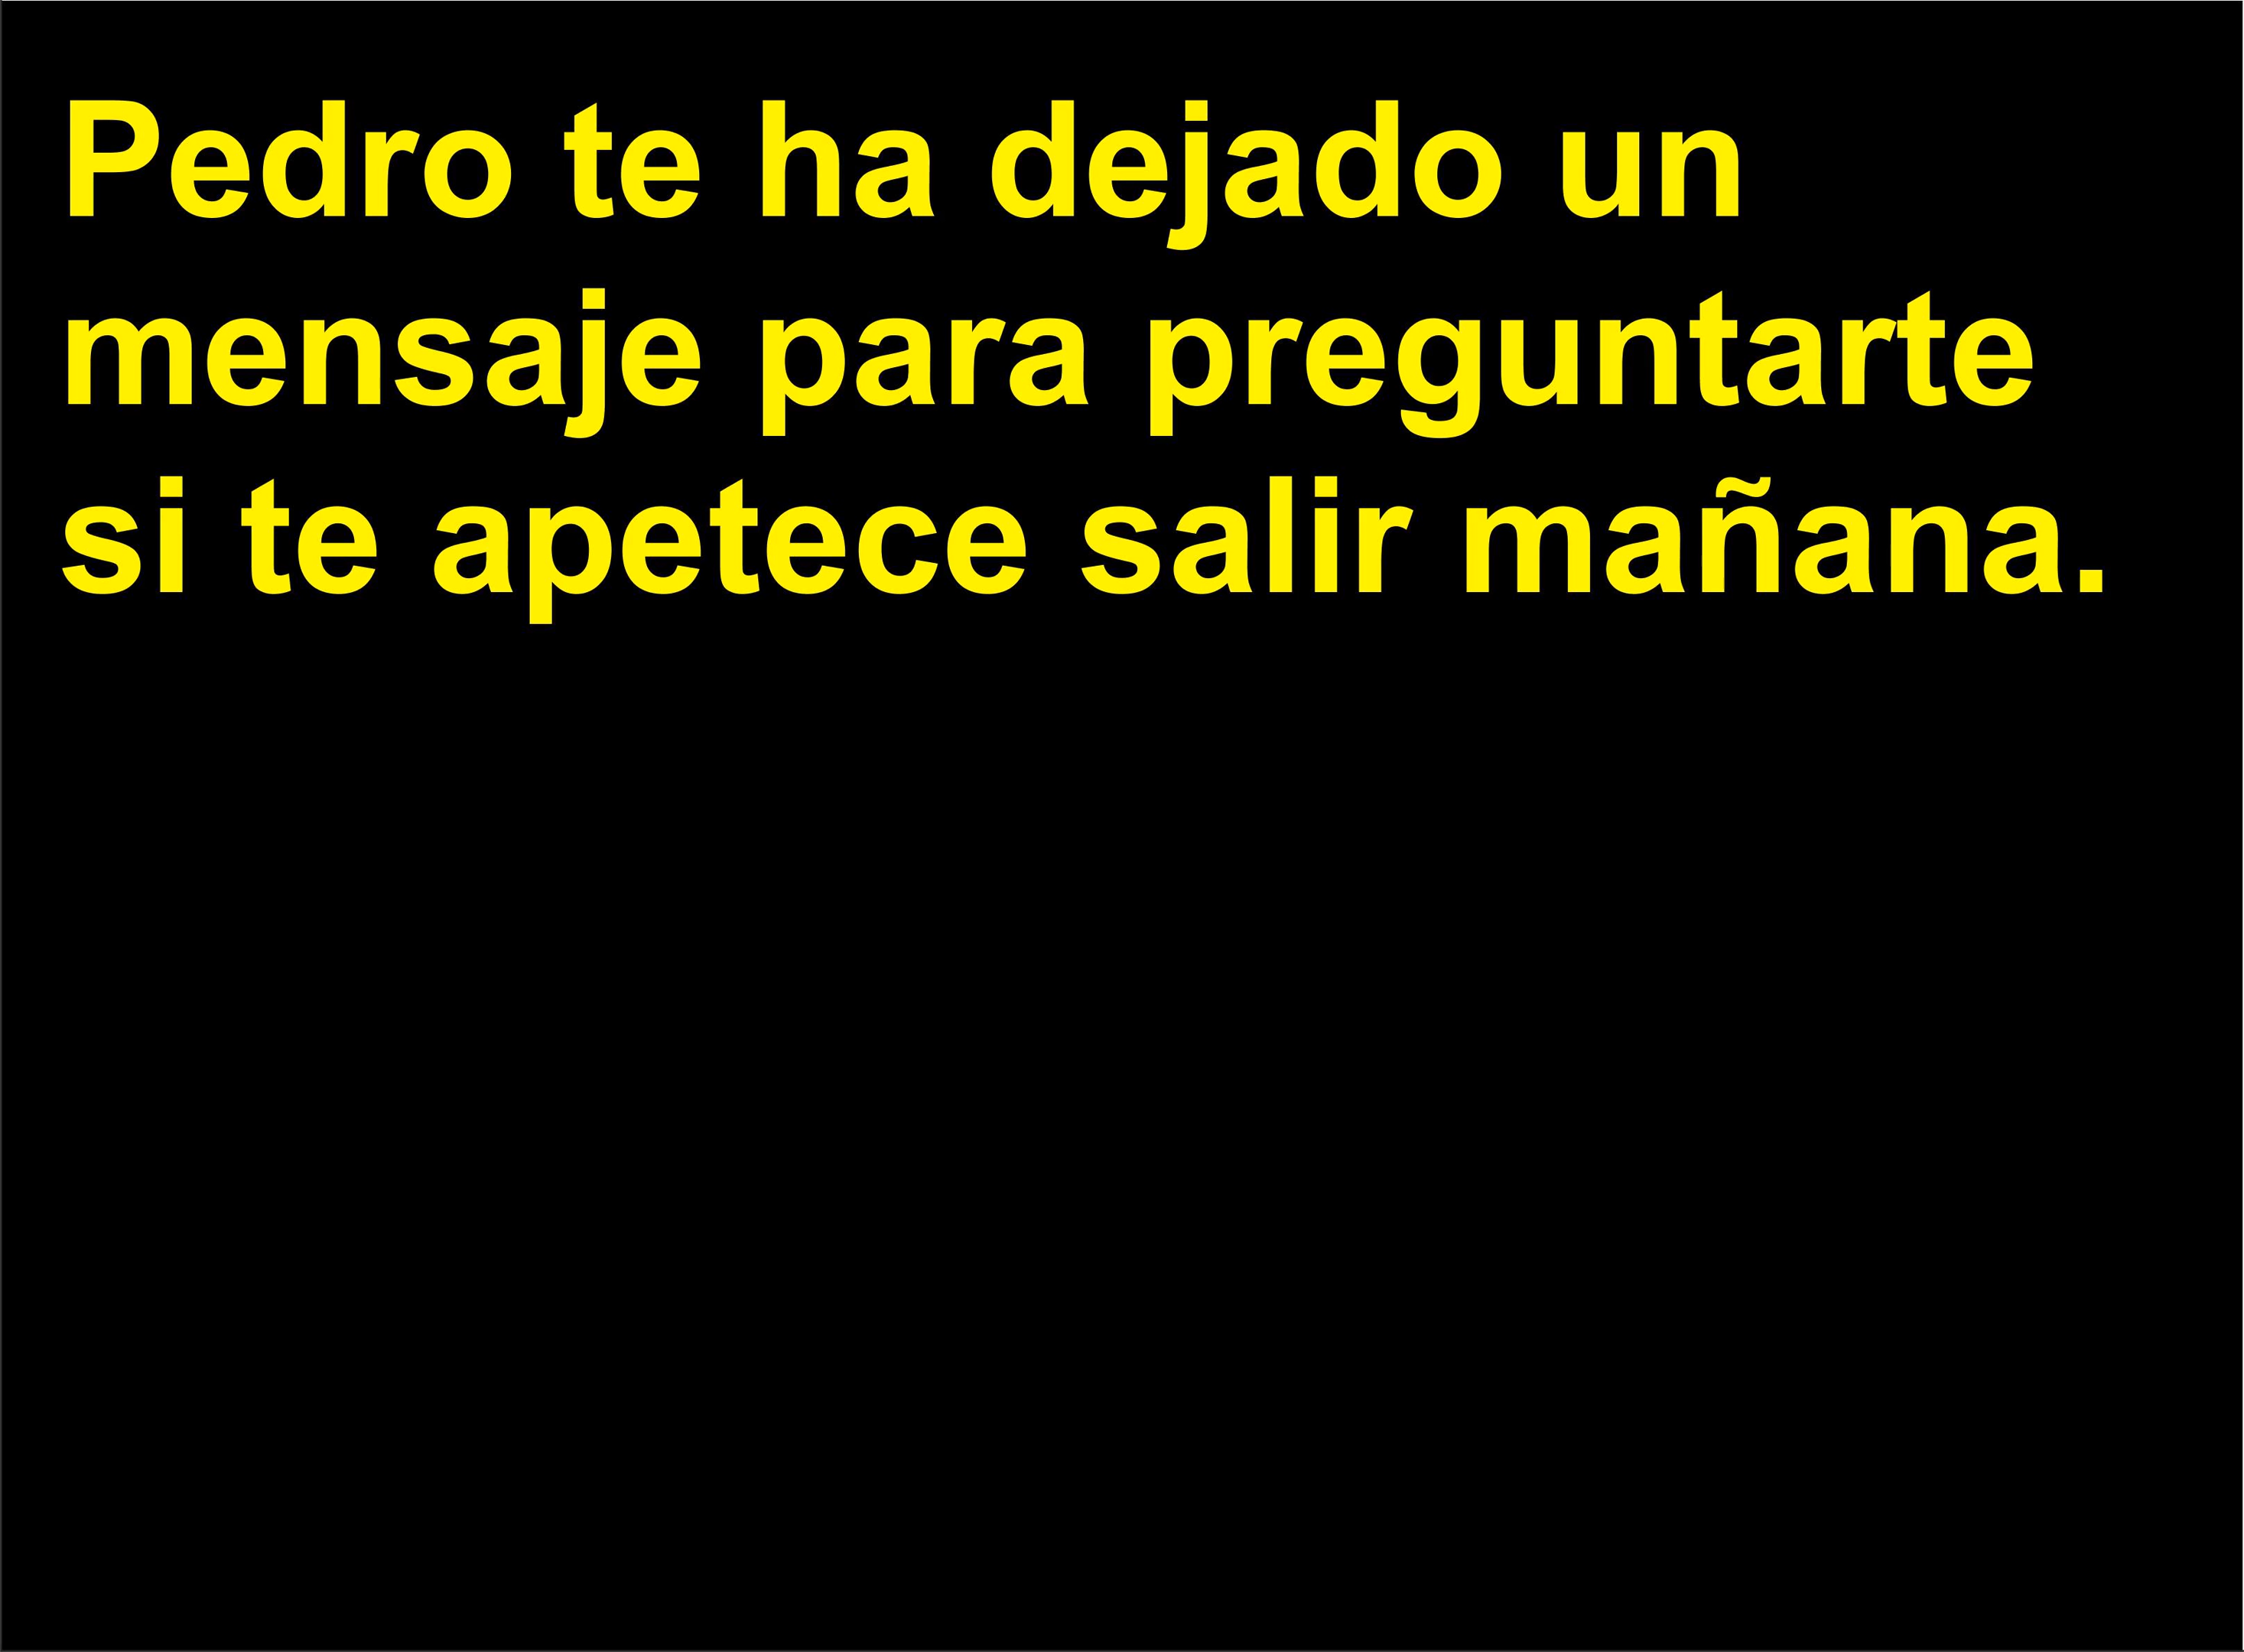 Pedro te ha dejado un
mensaje para preguntarte
si te apetece salir mañana.